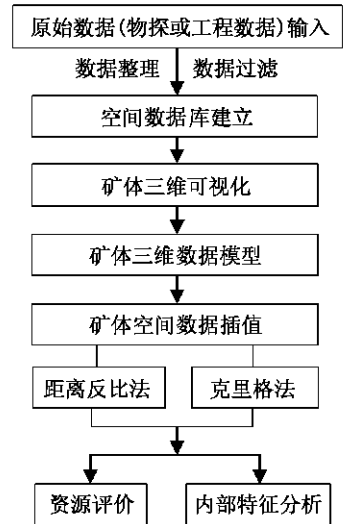 原始数据(物探或工程数据)输入
数据整理 数据过滤
空间数据库建立
矿体三维可视化
矿体三维数据模型
矿体空间数据插值
距离反比法 克里格法
资源评价 内部特征分析